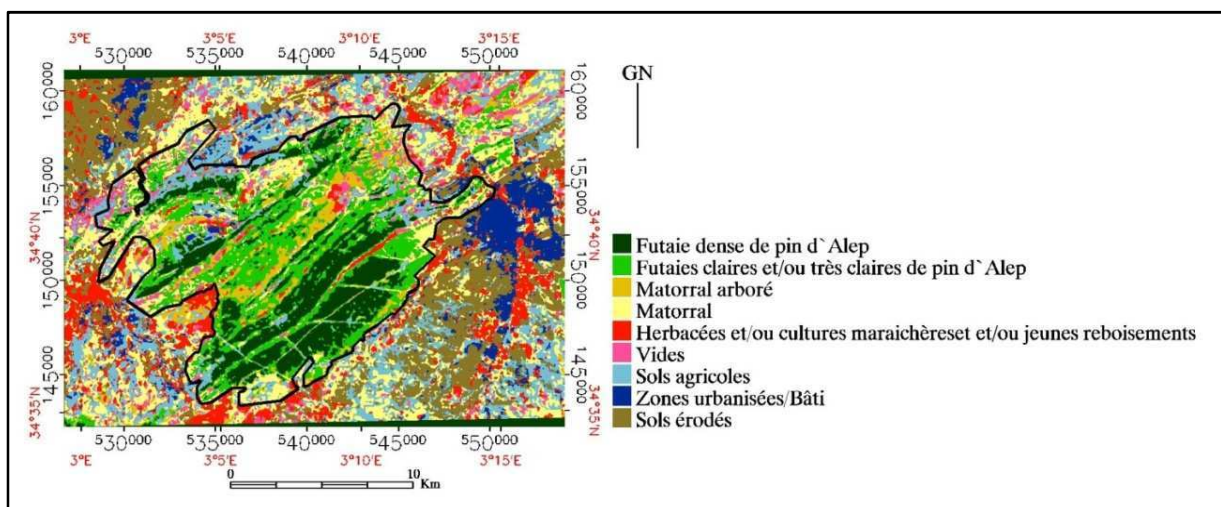 3°E 3°5'E 3°10'E 3°15'E
530000 535000 540000 545000 550000
160000 160000
155000 155000
34°40'N 34°40'N
150000 150000
145000 145000
34°35'N 34°35'N
530000 535000 540000 545000 550000
3°E 3°5'E 3°10'E 3°15'E
0 10
Km
GN
Futaie dense de pin d`Alep
Futaies claires et/ou très claires de pin d`Alep
Matorral arboré
Matorral
Herbacées et/ou cultures maraichèreset et/ou jeunes reboisements
Vides
Sols agricoles
Zones urbanisées/Bâti
Sols érodés